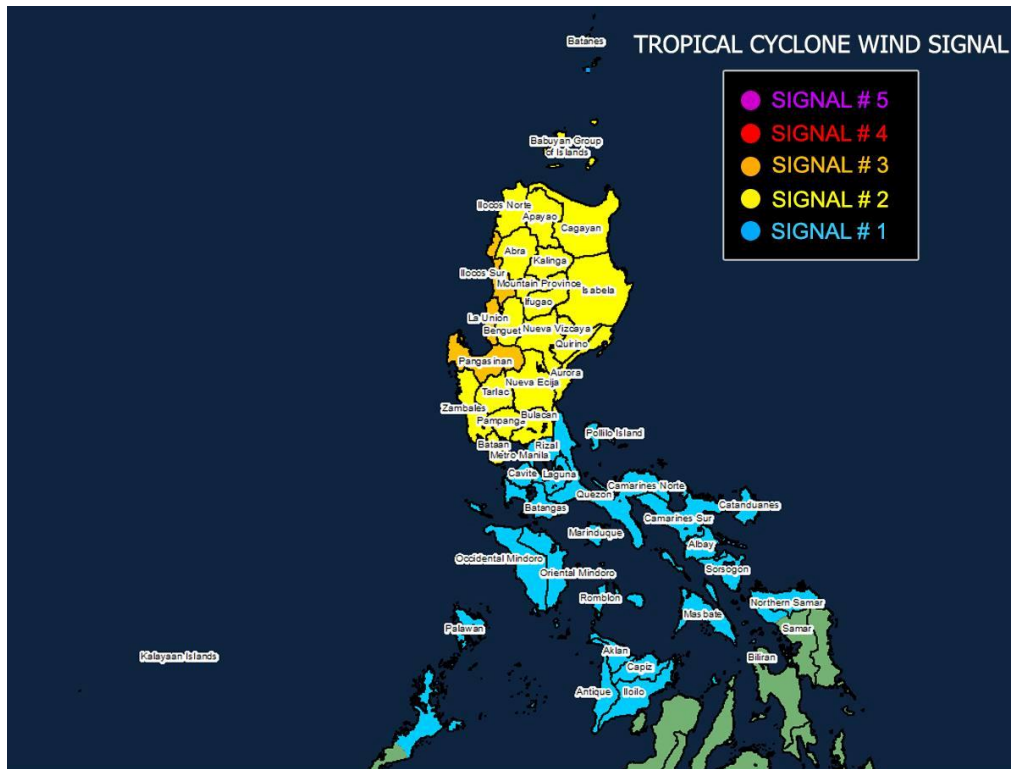 Batanes
TROPICAL CYCLONE WIND SIGNAL
SIGNAL # 5
SIGNAL # 4
SIGNAL # 3
SIGNAL # 2
SIGNAL # 1
Babuyan Group
of Islands
Ilocos Norte
Apayao
Cagayan
Abra
Kalinga
Ilocos Sur
Mountain Province
Isabela
Ifugao
La Union
Benguet
Nueva Vizcaya
Quirino
Pangasinan
Aurora
Nueva Ecija
Tarlac
Zambales
Bulacan
Pampanga
Pollilo Island
Bataan
Rizal
Metro Manila
Cavite
Laguna
Camarines Norte
Quezon
Catanduanes
Batangas
Camarines Sur
Marinduque
Albay
Occidental Mindoro
Sorsogon
Oriental Mindoro
Romblon
Northern Samar
Masbate
Palawan
Samar
Kalayaan Islands
Aklan
Biliran
Capiz
Antique
Iloilo